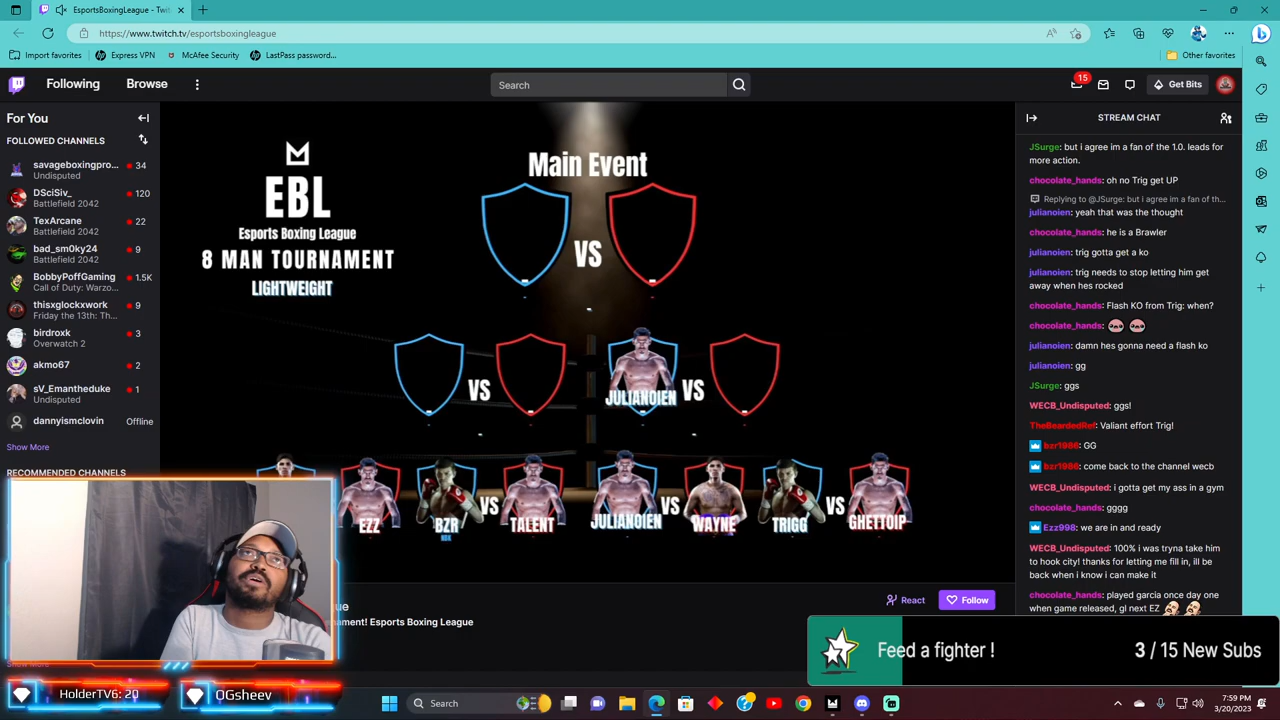 EsportsBoxingLeague - Twit
https://www.twitch.tv/esportsboxingleague
Import favorites
Express VPN
McAfee Security
LastPass password...
Other favorites
Following
Browse
Search
15
Get Bits
For You
FOLLOWED CHANNELS
savageboxingpro...
34
Undisputed
DSciSiv_
120
Battlefield 2042
TexArcane
22
Battlefield 2042
bad_sm0ky24
9
Battlefield 2042
BobbyPoffGaming
1.5K
Call of Duty: Warzo...
thisxglockxwork
9
Friday the 13th: Th...
birdroxk
3
Overwatch 2
akmo67
2
sV_Emantheduke
1
Undisputed
dannyismclovin
Offline
Show More
RECOMMENDED CHANNELS
EBL
Esports Boxing League
8 MAN TOURNAMENT
LIGHTWEIGHT
Main Event
VS
VS
JULIANOIEN
VS
EZZ
BZR
VS
TALENT
JULIANOIEN
VS
WAYNE
TRIGG
VS
GHETTOIP
gue
React
Follow
nament! Esports Boxing League
STREAM CHAT
JSurge: but i agree im a fan of the 1.0. leads for
more action.
chocolate_hands: oh no Trig get UP
Replying to @JSurge: but i agree im a fan of th...
julianoien: yeah that was the thought
chocolate_hands: he is a Brawler
julianoien: trig gotta get a ko
julianoien: trig needs to stop letting him get
away when hes rocked
chocolate_hands: Flash KO from Trig: when?
chocolate_hands:
julianoien: damn hes gonna need a flash ko
julianoien: gg
JSurge: ggs
WECB_Undisputed: ggs!
TheBeardedRef: Valiant effort Trig!
bzr1986: GG
bzr1986: come back to the channel wecb
WECB_Undisputed: i gotta get my ass in a gym
chocolate_hands: gggg
Ezz998: we are in and ready
WECB_Undisputed: 100% i was tryna take him
to hook city! thanks for letting me fill in, ill be
back when i know i can make it
chocolate_hands: played garcia once day one
when game released, gl next EZ
Feed a fighter !
3 / 15 New Subs
HolderTV6: 20
OGsheev
Search
7:59 PM
3/20/2023